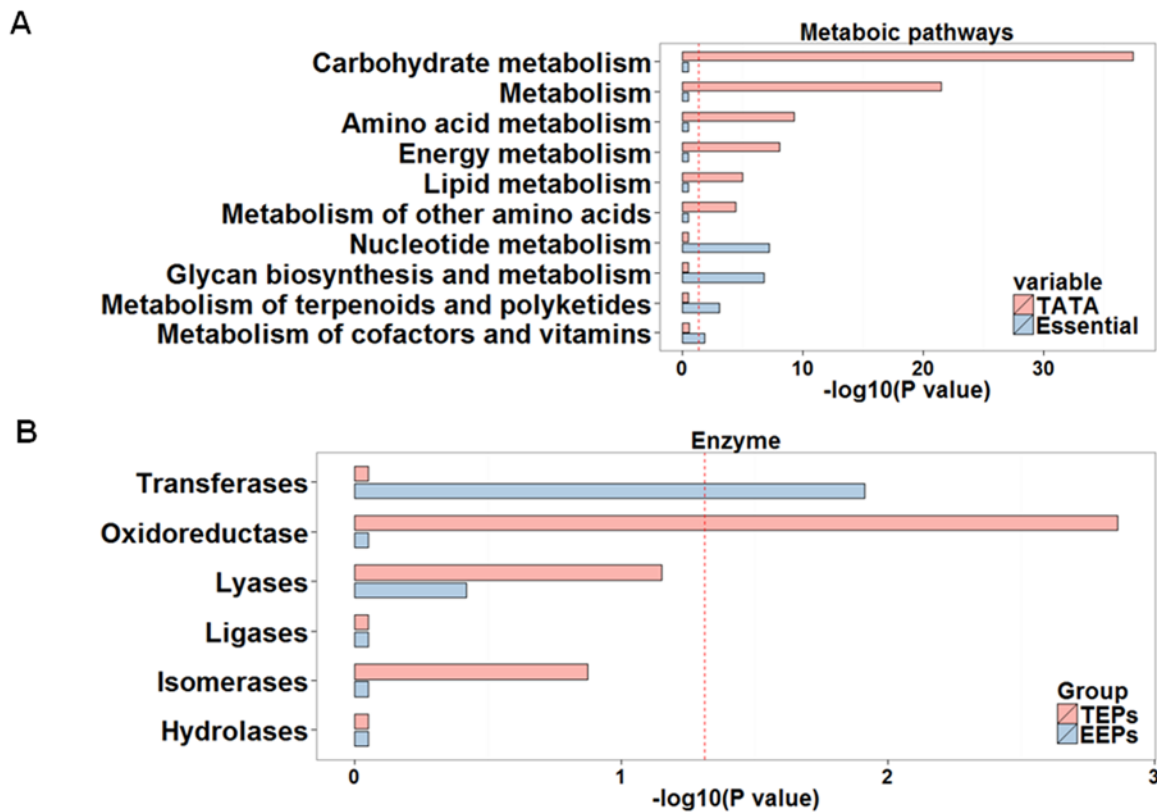 A
Metaboic pathways
Carbohydrate metabolism
Metabolism
Amino acid metabolism
Energy metabolism
Lipid metabolism
Metabolism of other amino acids
Nucleotide metabolism
Glycan biosynthesis and metabolism
Metabolism of terpenoids and polyketides
Metabolism of cofactors and vitamins
variable
TATA
Essential
0 10 20 30
-log10(P value)
B
Enzyme
Transferases
Oxidoreductase
Lyases
Ligases
Isomerases
Hydrolases
Group
TEPs
EEPs
0 1 2 3
-log10(P value)